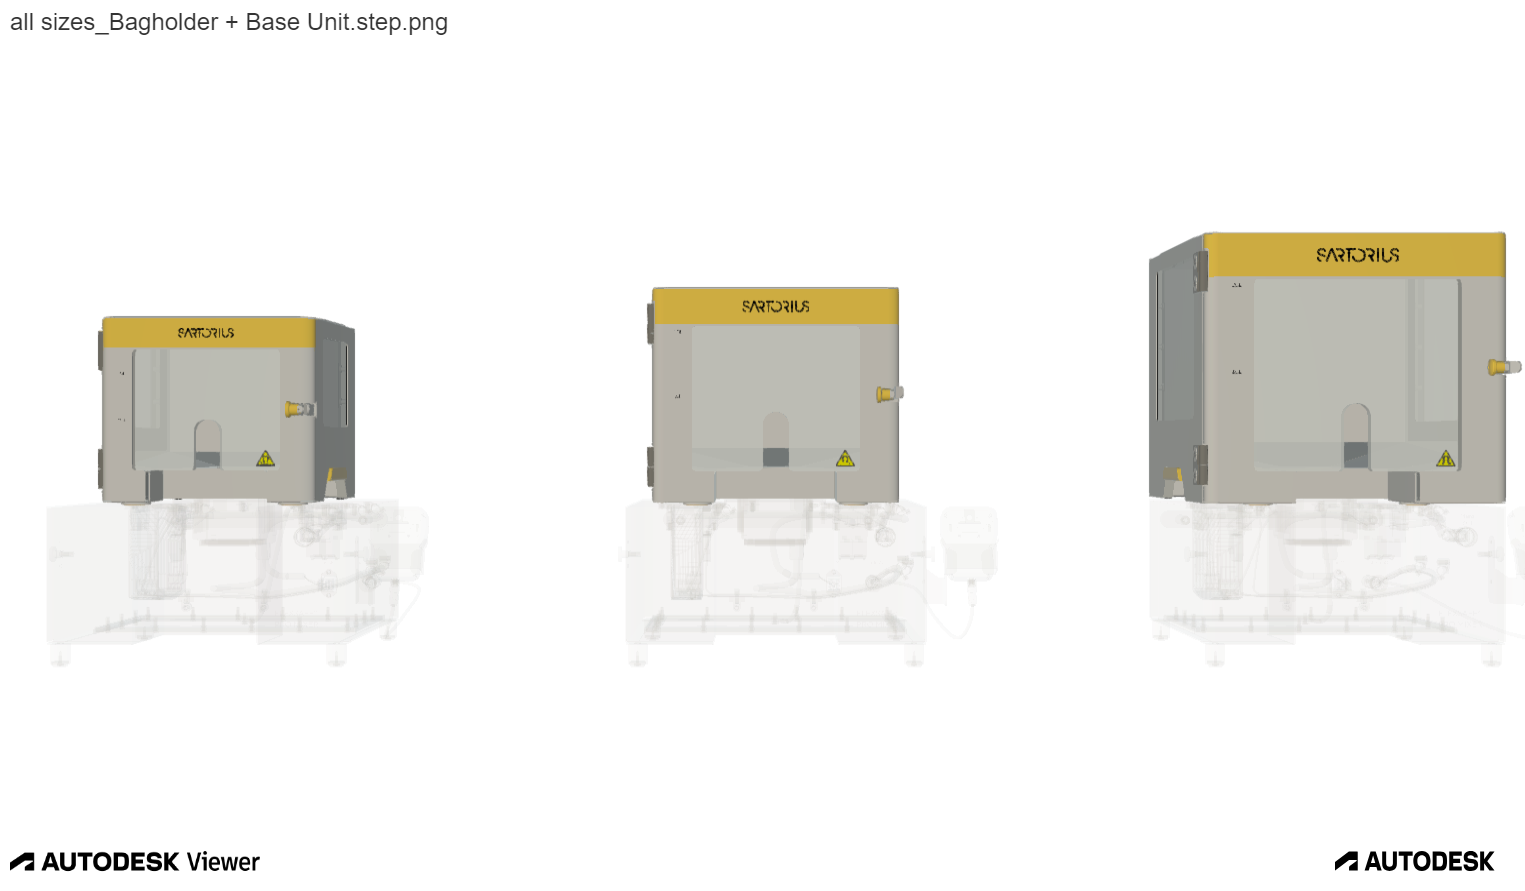 all sizes_Bagholder + Base Unit.step.png
SARTORIUS
SARTORIUS
SARTORIUS
AUTODESK Viewer
AUTODESK